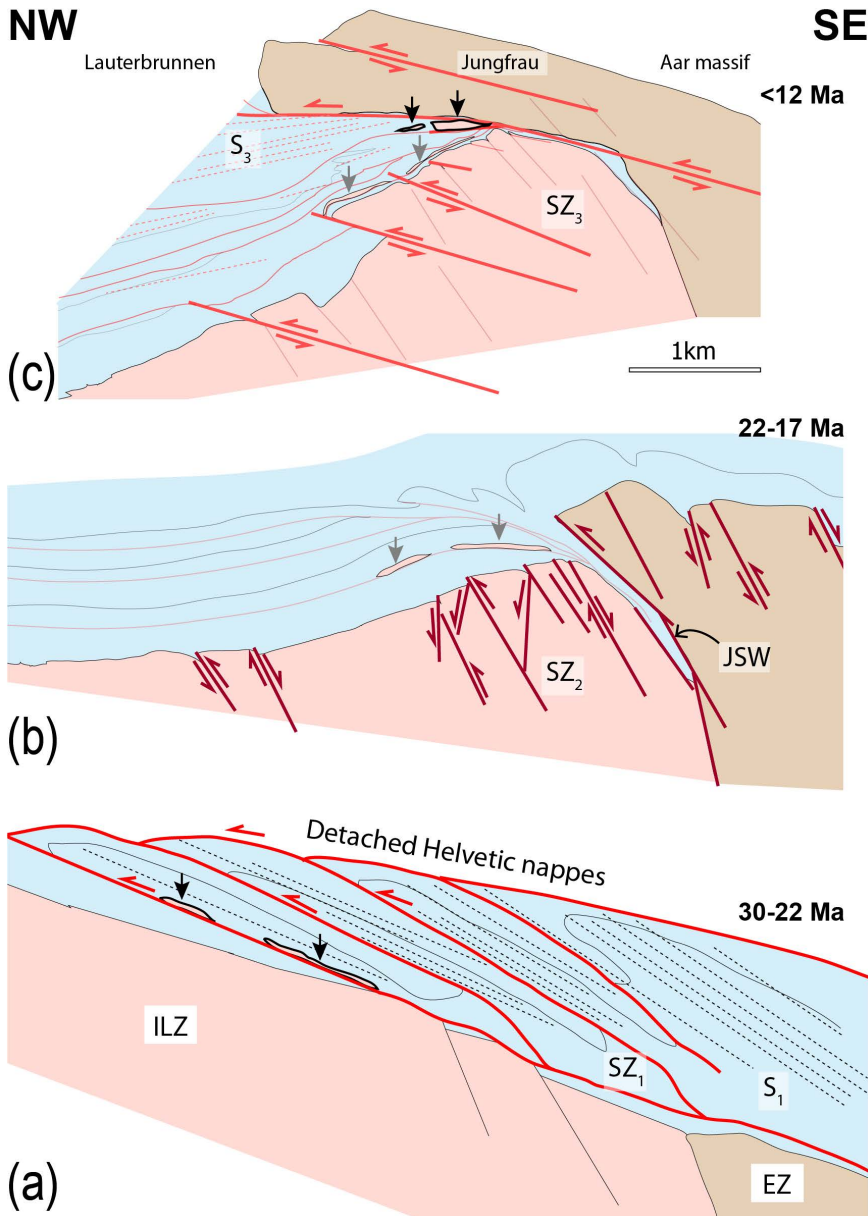 NW
SE
Lauterbrunnen
Jungfrau
Aar massif
<12 Ma
S3
SZ3
(c)
1km
22-17 Ma
SZ2
JSW
(b)
Detached Helvetic nappes
30-22 Ma
ILZ
SZ1
S1
(a)
EZ